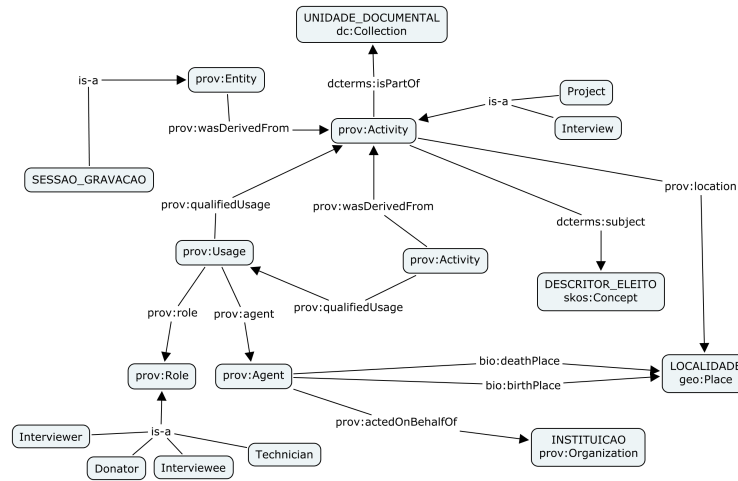 UNIDADE_DOCUMENTAL
dc:Collection
is-a
prov:Entity
dcterms:isPartOf
Project
is-a
Interview
prov:wasDerivedFrom
prov:Activity
SESSAO_GRAVACAO
prov:location
prov:qualifiedUsage
prov:wasDerivedFrom
dcterms:subject
prov:Usage
prov:Activity
DESCRITOR_ELEITO
skos:Concept
prov:qualifiedUsage
prov:role
prov:agent
bio:deathPlace
LOCALIDADE
geo:Place
prov:Role
prov:Agent
bio:birthPlace
prov:actedOnBehalfOf
Interviewer
is-a
INSTITUICAO
prov:Organization
Technician
Donator
Interviewee